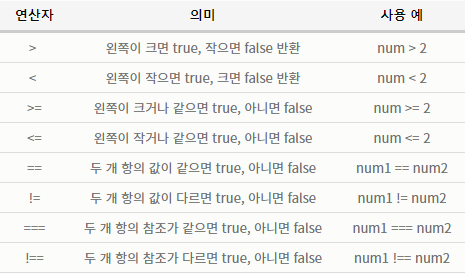 연산자 의미 사용 예
> 왼쪽이 크면 true, 작으면 false 반환 num > 2
< 왼쪽이 작으면 true, 크면 false 반환 num < 2
>= 왼쪽이 크거나 같으면 true, 아니면 false num >= 2
<= 왼쪽이 작거나 같으면 true, 아니면 false num <= 2
== 두 개 항의 값이 같으면 true, 아니면 false num1 == num2
!= 두 개 항의 값이 다르면 true, 아니면 false num1 != num2
=== 두 개 항의 참조가 같으면 true, 아니면 false num1 === num2
!== 두 개 항의 참조가 다르면 true, 아니면 false num1 !== num2